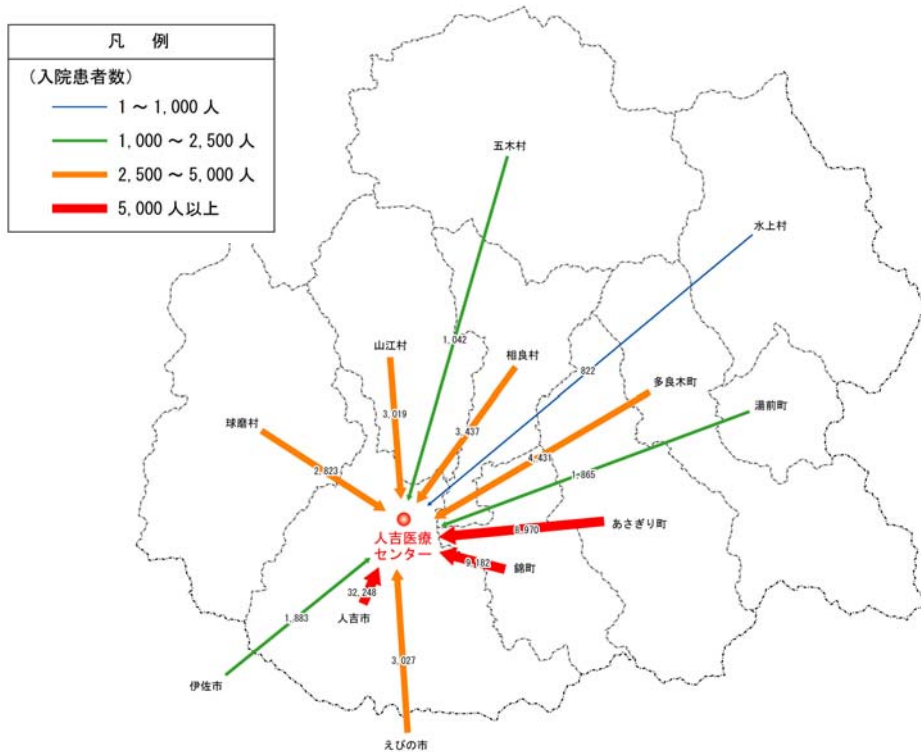 凡 例
（入院患者数）
1 ～ 1,000 人
1,000 ～ 2,500 人
2,500 ～ 5,000 人
5,000 人以上
五木村
水上村
1,042
山江村
相良村
822
多良木町
3,019
湯前町
球磨村
3,437
2,823
4,431
1,865
あさぎり町
8,970
人吉医療
センター
9,182
錦町
32,248
人吉市
1,883
3,027
伊佐市
えびの市